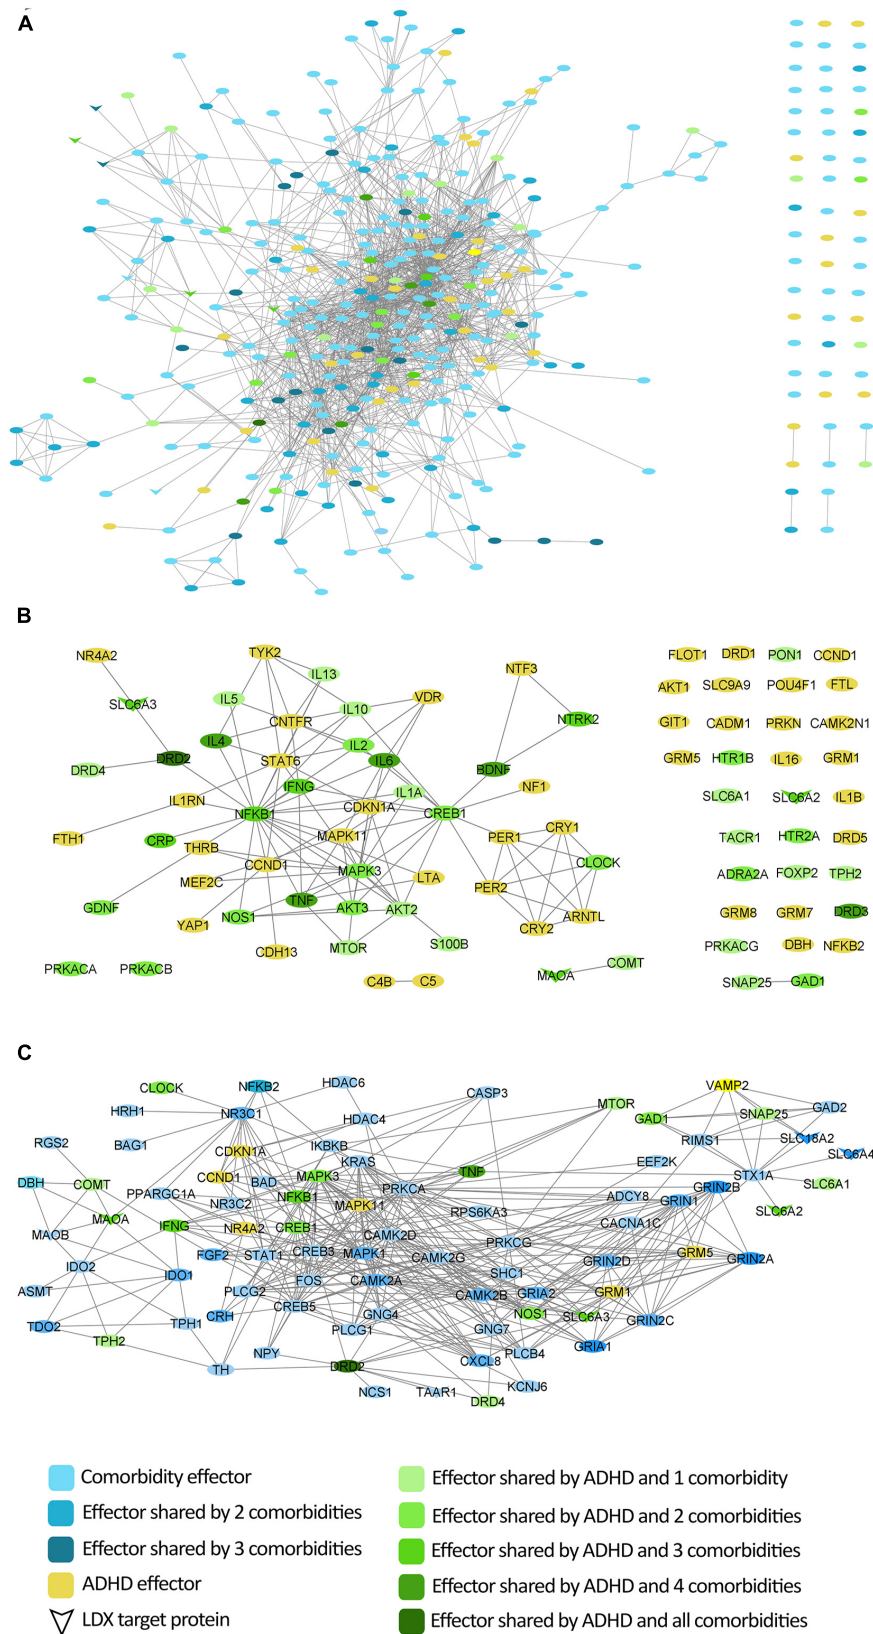 A
B
NR4A2
TYK2
IL13
NTF3
FLOT1 DRD1 PON1 CCND1
SLC6A3
IL5
IL10
VDR
NTRK2
AKT1 SLC9A9 POU4F1 FTL
CNTFR
GIT1 CADM1 PRKN CAMK2N1
DRD4
DRD2
IL4
IL2
STAT6
IL6
BDNF
GRM5 HTR1B IL16 GRM1
IL1RN
IFNG
IL1A
NF1
SLC6A1 SLC6A2 IL1B
NFKB1
CDKN1A
CREB1
FTH1
CRP
THRB
MAPK11
PER1
CRY1
TACR1 HTR2A DRD5
CCND1
MAPK3
CLOCK
MEF2C
LTA
PER2
ADRA2A FOXP2 TPH2
GDNF
YAP1
NOS1
TNF
AKT3
AKT2
CRY2
ARNTL
GRM8 GRM7 DRD3
CDH13
MTOR
S100B
PRKACG DBH NFKB2
PRKACA PRKACB
C4B C5
MAOA
COMT
SNAP25 GAD1
C
CLOCK
NFKB2
HDAC6
CASP3
MTOR
VAMP2
HRH1
NR3C1
HDAC4
GAD1
SNAP25
GAD2
RGS2
BAG1
CDKN1A
IKBKB
RIMS1
SLC18A2
KRAS
EEF2K
SLC6A4
DBH
COMT
CCND1
BAD
MAPK3
TNF
STX1A
PPARGC1A
NFKB1
PRKCA
ADCY8
GRIN1
GRIN2B
SLC6A1
NR3C2
MAPK11
RPS6KA3
MAOA
IFNG
NR4A2
CREB1
CACNA1C
SLC6A2
MAOB
CAMK2D
PRKCG
FGF2
STAT1
CREB3
MAPK1
CAMK2G
GRIN2D
GRM5
GRIN2A
IDO2
IDO1
FOS
CAMK2A
SHC1
ASMT
PLCG2
CAMK2B
GRIA2
GRM1
CREB5
GNG4
NOS1
SLC6A3
TDO2
TPH1
CRH
PLCG1
GNG7
GRIN2C
TPH2
NPY
PLCB4
GRIA1
TH
DRD2
CXCL8
NCS1
TAAR1
KCNJ6
DRD4
Comorbidity effector
Effector shared by 2 comorbidities
Effector shared by 3 comorbidities
ADHD effector
LDX target protein
Effector shared by ADHD and 1 comorbidity
Effector shared by ADHD and 2 comorbidities
Effector shared by ADHD and 3 comorbidities
Effector shared by ADHD and 4 comorbidities
Effector shared by ADHD and all comorbidities